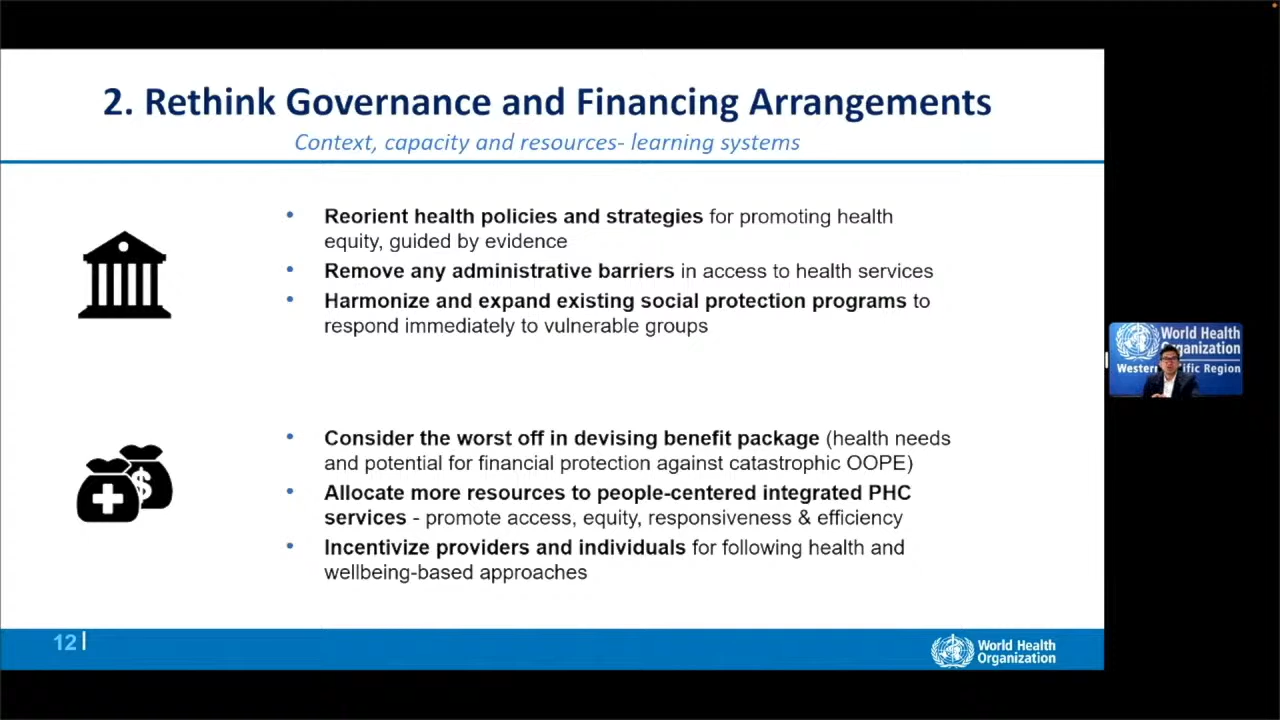 2. Rethink Governance and Financing Arrangements
Context, capacity and resources- learning systems
• Reorient health policies and strategies for promoting health
equity, guided by evidence
• Remove any administrative barriers in access to health services
• Harmonize and expand existing social protection programs to
respond immediately to vulnerable groups
• Consider the worst off in devising benefit package (health needs
and potential for financial protection against catastrophic OOPE)
• Allocate more resources to people-centered integrated PHC
services - promote access, equity, responsiveness & efficiency
• Incentivize providers and individuals for following health and
wellbeing-based approaches
$
12
World Health
Organization
World Health
Region